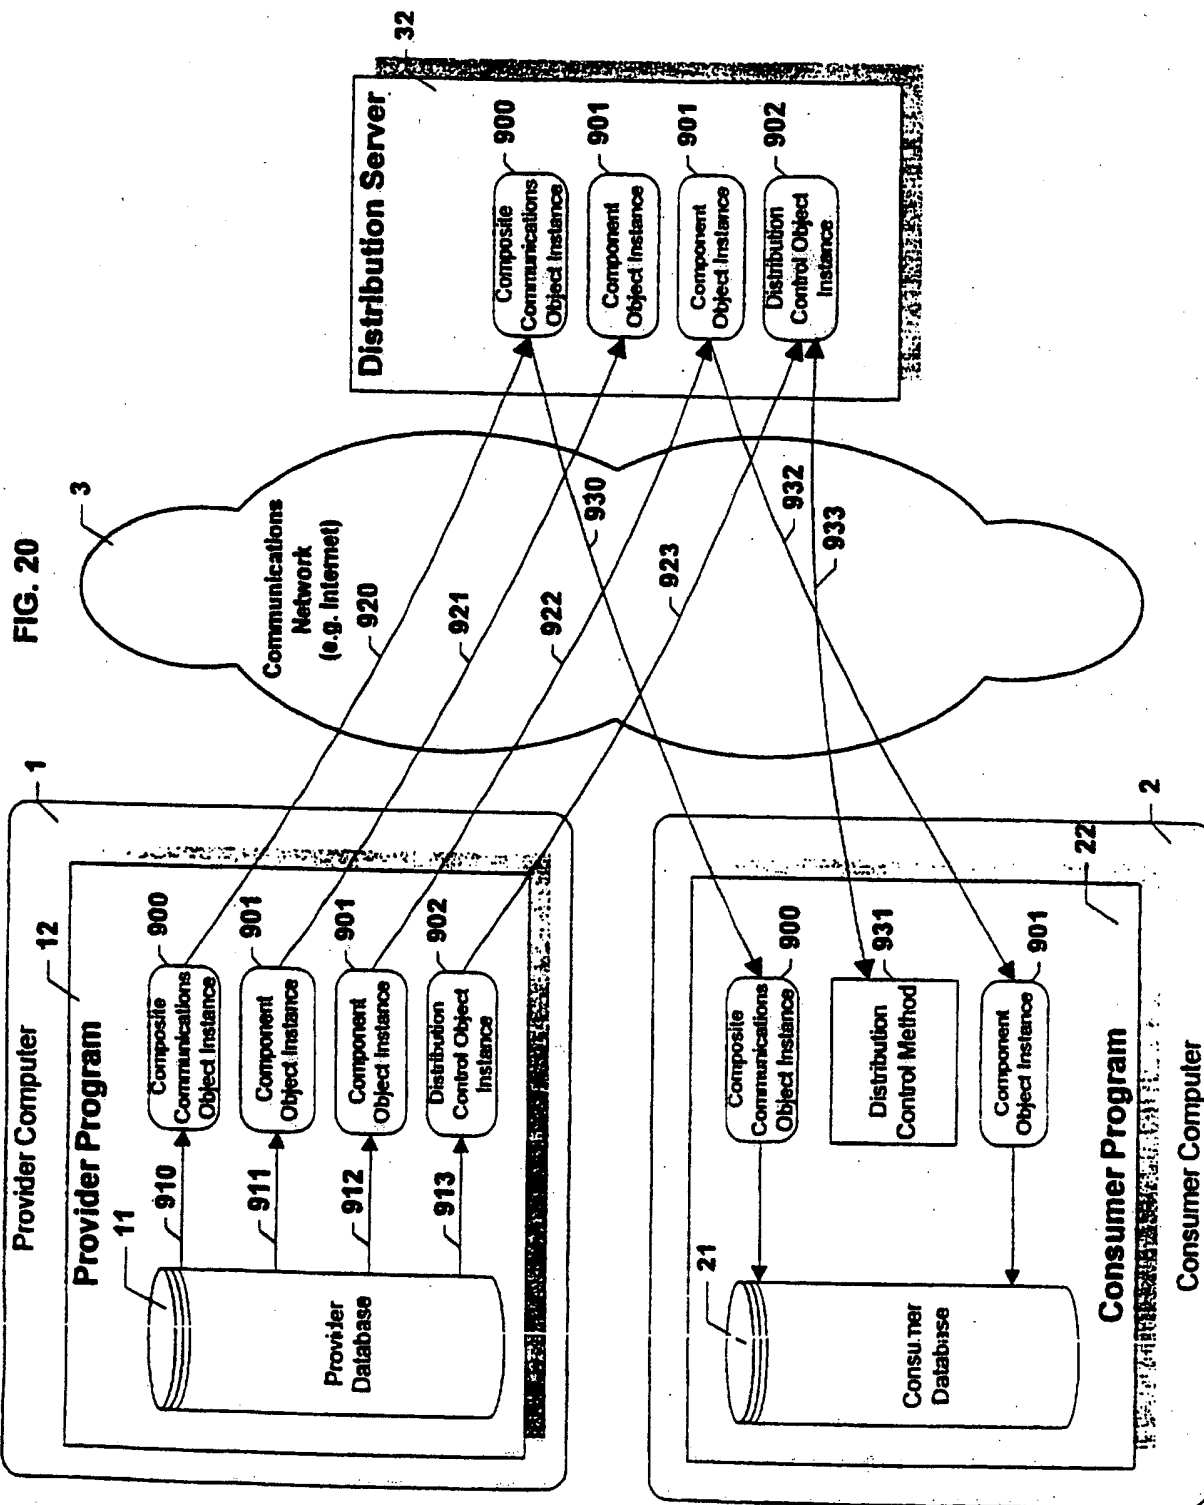 FIG. 20
Provider Computer
1
Provider Program
12
11
Provider
Database
910
911
912
913
Composite
Communications
Object Instance
900
Component
Object Instance
901
Component
Object Instance
901
Distribution
Control Object
Instance
902
3
Communications
Network
(e.g. Internet)
920
921
922
923
930
932
933
Distribution Server
32
Composite
Communications
Object Instance
900
Component
Object Instance
901
Component
Object Instance
901
Distribution
Control Object
Instance
902
2
22
21
Consumer
Database
Composite
Communications
Object Instance
900
Distribution
Control Method
931
Component
Object Instance
901
Consumer Program
Consumer Computer